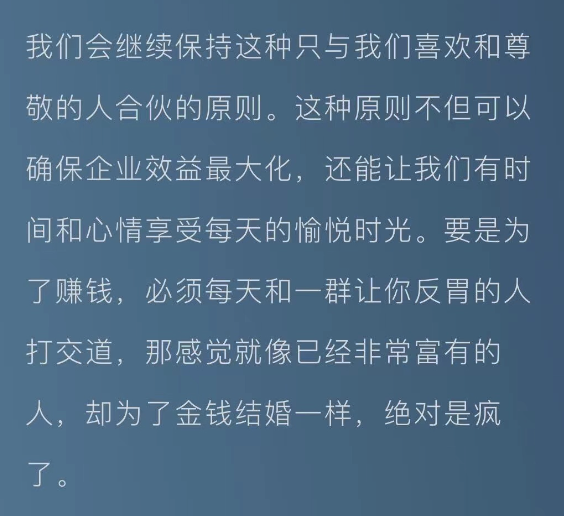 我们会继续保持这种只与我们喜欢和尊
敬的人合伙的原则。这种原则不但可以
确保企业效益最大化，还能让我们有时
间和心情享受每天的愉悦时光。要是为
了赚钱，必须每天和一群让你反胃的人
打交道，那感觉就像已经非常富有的
人，却为了金钱结婚一样，绝对是疯
了。